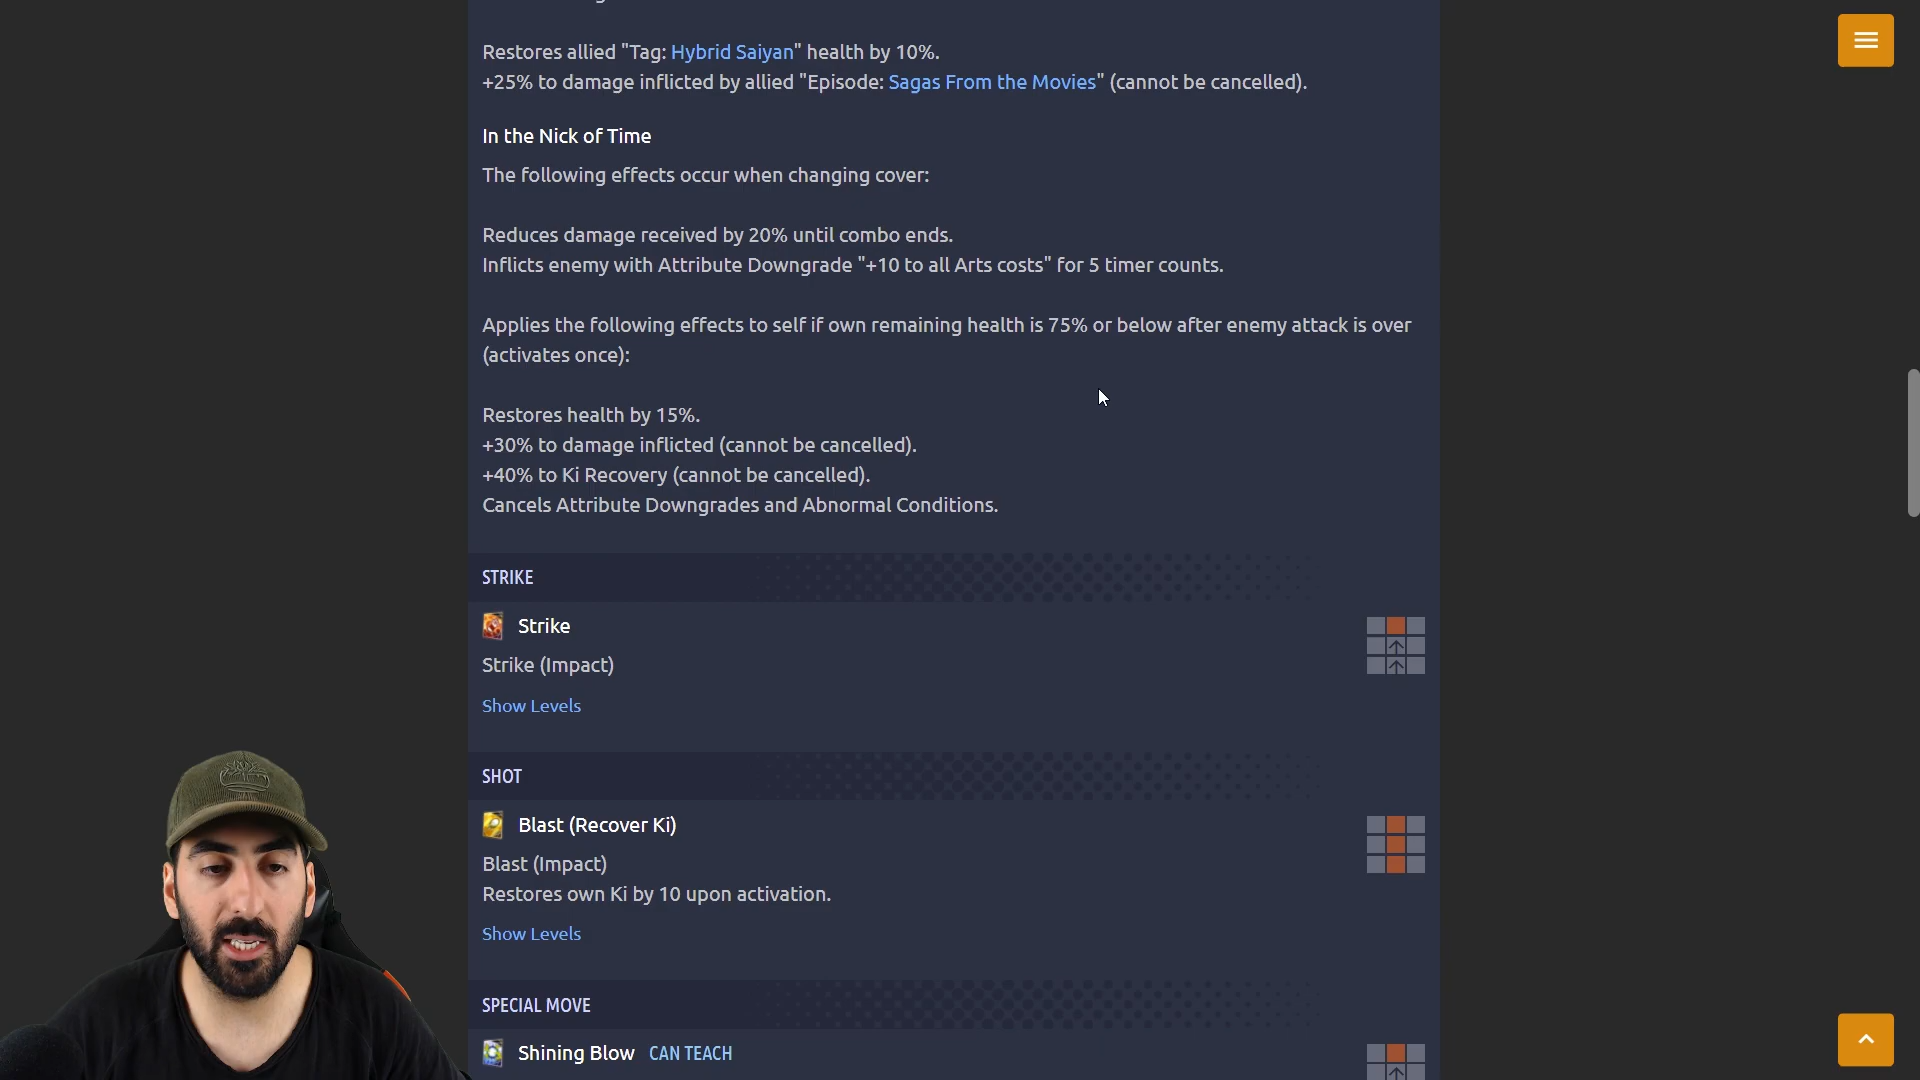 Restores allied "Tag: Hybrid Saiyan" health by 10%.
+25% to damage inflicted by allied "Episode: Sagas From the Movies" (cannot be cancelled).
In the Nick of Time
The following effects occur when changing cover:
Reduces damage received by 20% until combo ends.
Inflicts enemy with Attribute Downgrade "+10 to all Arts costs" for 5 timer counts.
Applies the following effects to self if own remaining health is 75% or below after enemy attack is over
(activates once):
Restores health by 15%.
+30% to damage inflicted (cannot be cancelled).
+40% to Ki Recovery (cannot be cancelled).
Cancels Attribute Downgrades and Abnormal Conditions.
STRIKE
Strike
Strike (Impact)
Show Levels
SHOT
Blast (Recover Ki)
Blast (Impact)
Restores own Ki by 10 upon activation.
Show Levels
SPECIAL MOVE
Shining Blow CAN TEACH